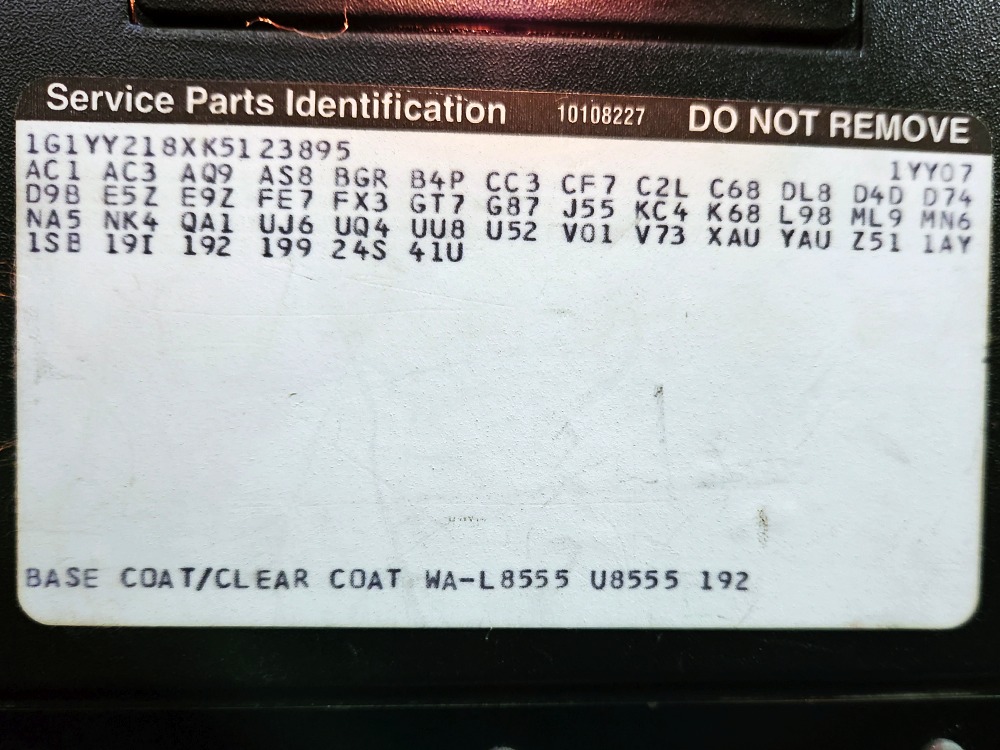 Service Parts Identification 10108227 DO NOT REMOVE
1G1YY218XK5123895 1YY07
AC1 AC3 AQ9 AS8 BGR B4P CC3 CF7 C2L C68 DL8 D4D D74
D9B E5Z E9Z FE7 FX3 GT7 G87 J55 KC4 K68 L98 ML9 MN6
NA5 NK4 QA1 UJ6 UQ4 UU8 U52 V01 V73 XAU YAU Z51 1AY
1SB 19I 192 199 24S 41U
BASE COAT/CLEAR COAT WA-L8555 U8555 192